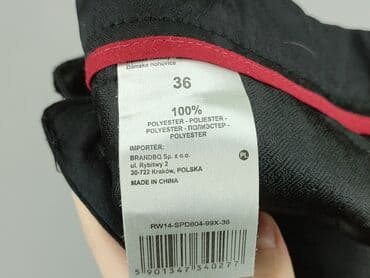 Dámské nohavice
36
100%
POLYESTER - POLIESTER -
POLYESTER - ПОЛИЭСТЕР -
POLYESTER
IMPORTER:
BRANDBQ Sp. z o.o.
ul. Rybitwy 2
30-722 Kraków, POLSKA
PL
MADE IN CHINA
RW14-SPD804-99X-36
5901347340277